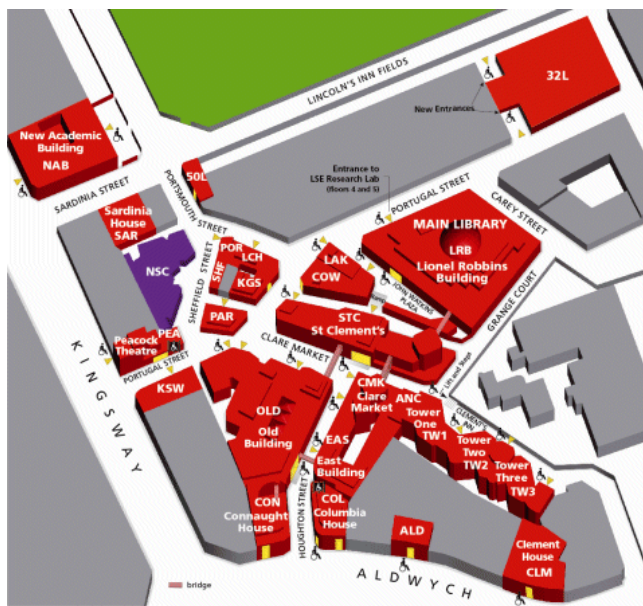 LINCOLN'S INN FIELDS
32L
New Entrances
New Academic
Building
NAB
SARDINIA STREET
50L
PORTSMOUTH STREET
Entrance to
LSE Research Lab
(floors 4 and 5)
PORTUGAL STREET
CAREY STREET
Sardinia
House
SAR
NSC
SHEFFIELD STREET
POR
LCH
SHF
KGS
PAR
LAK
COW
MAIN LIBRARY
LRB
Lionel Robbins
Building
JOHN WATKINS
PLAZA
GRANGE COURT
STC
St Clement's
PEA
Peacock
Theatre
PORTUGAL STREET
CLARE MARKET
KINGSWAY
KSW
OLD
Old
Building
CMK
Clare
Market
ANC
Lift and Steps
CLEMENT'S
INN
Tower
One
TW1
Tower
Two
TW2
Tower
Three
TW3
EAS
East
Building
CON
Connaught
House
HOUGHTON STREET
COL
Columbia
House
ALD
Clement
House
CLM
ALDWYCH
bridge